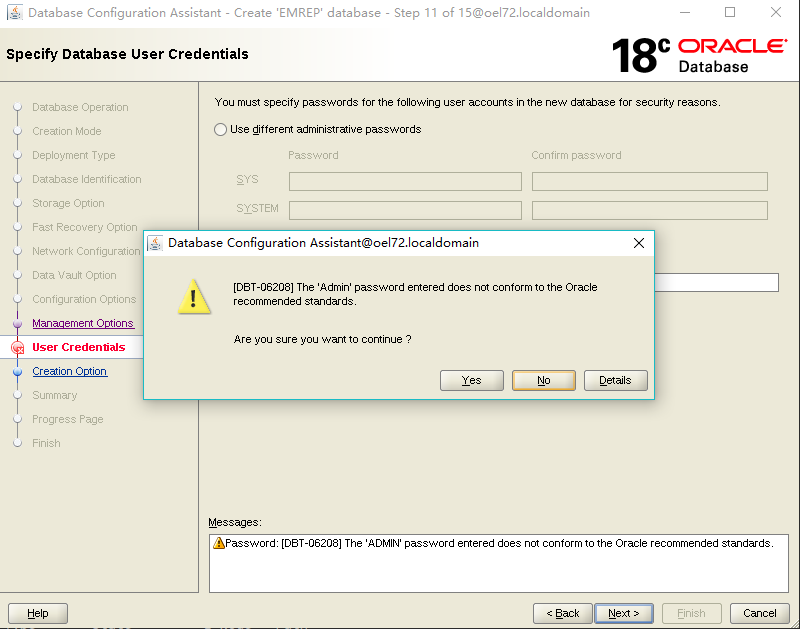 Database Configuration Assistant - Create 'EMREP' database - Step 11 of 15@oel72.localdomain
Specify Database User Credentials
18c ORACLE
Database
Database Operation
Creation Mode
Deployment Type
Database Identification
Storage Option
Fast Recovery Option
Network Configuration
Data Vault Option
Configuration Options
Management Options
User Credentials
Creation Option
Summary
Progress Page
Finish
You must specify passwords for the following user accounts in the new database for security reasons.
Use different administrative passwords
Password Confirm password
SYS
SYSTEM
Database Configuration Assistant@oel72.localdomain
[DBT-06208] The 'Admin' password entered does not conform to the Oracle
recommended standards.
Are you sure you want to continue ?
Yes No Details
Messages:
Password: [DBT-06208] The 'ADMIN' password entered does not conform to the Oracle recommended standards.
Help < Back Next > Finish Cancel